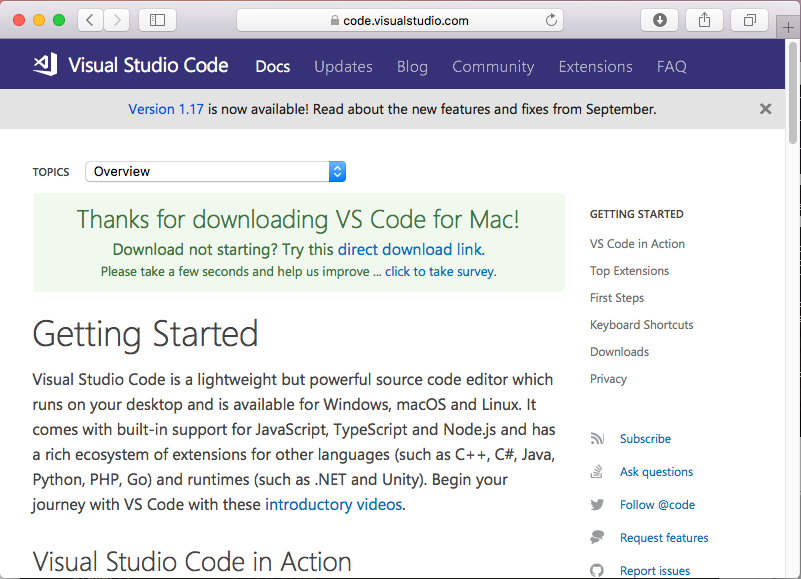 code.visualstudio.com
Visual Studio Code Docs Updates Blog Community Extensions FAQ
Version 1.17 is now available! Read about the new features and fixes from September.
TOPICS Overview
Thanks for downloading VS Code for Mac!
Download not starting? Try this direct download link.
Please take a few seconds and help us improve ... click to take survey.
Getting Started
Visual Studio Code is a lightweight but powerful source code editor which
runs on your desktop and is available for Windows, macOS and Linux. It
comes with built-in support for JavaScript, TypeScript and Node.js and has
a rich ecosystem of extensions for other languages (such as C++, C#, Java,
Python, PHP, Go) and runtimes (such as .NET and Unity). Begin your
journey with VS Code with these introductory videos.
Visual Studio Code in Action
GETTING STARTED
VS Code in Action
Top Extensions
First Steps
Keyboard Shortcuts
Downloads
Privacy
Subscribe
Ask questions
Follow @code
Request features
Report issues